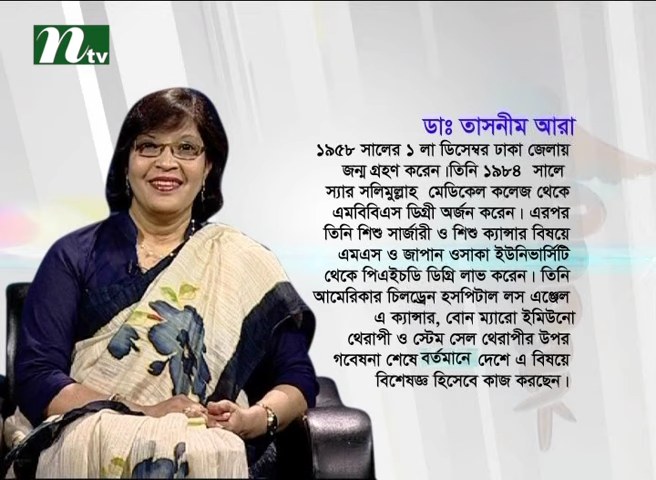 ntv
ডাঃ তাসনীম আরা
১৯৫৮ সালের ১ লা ডিসেম্বর ঢাকা জেলায়
জন্ম গ্রহণ করেন।তিনি ১৯৮৪ সালে
স্যার সলিমুল্লাহ মেডিকেল কলেজ থেকে
এমবিবিএস ডিগ্রী অর্জন করেন। এরপর
তিনি শিশু সার্জারী ও শিশু ক্যান্সার বিষয়ে
এমএস ও জাপান ওসাকা ইউনিভার্সিটি
থেকে পিএইচডি ডিগ্রি লাভ করেন। তিনি
আমেরিকার চিলড্রেন হসপিটাল লস এঞ্জেল
এ ক্যান্সার, বোন ম্যারো ইমিউনো
থেরাপী ও স্টেম সেল থেরাপীর উপর
গবেষনা শেষে বর্তমানে দেশে এ বিষয়ে
বিশেষজ্ঞ হিসেবে কাজ করছেন।